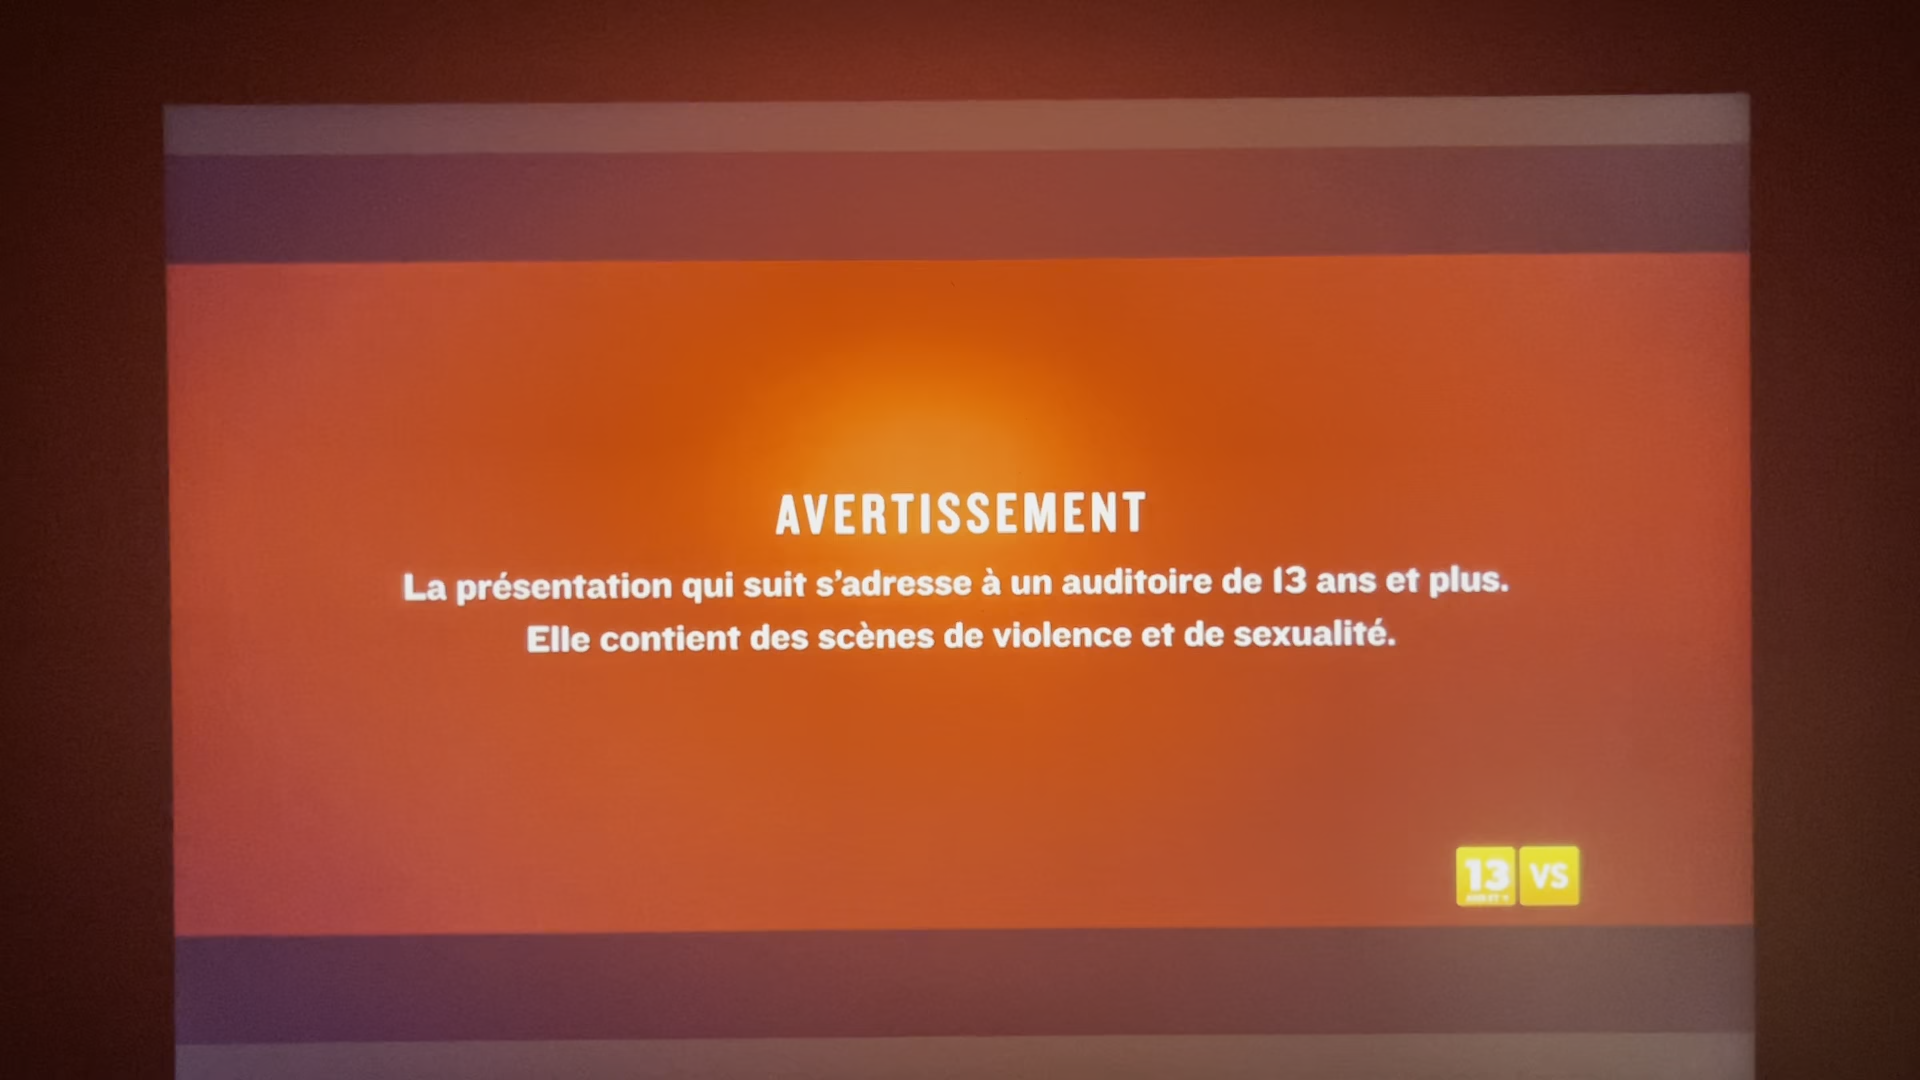 AVERTISSEMENT
La présentation qui suit s’adresse à un auditoire de 13 ans et plus.
Elle contient des scènes de violence et de sexualité.
13 VS